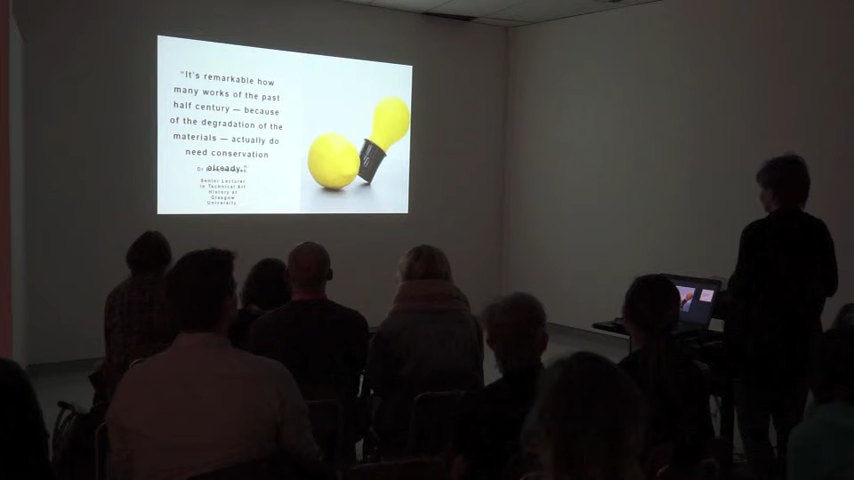 "It's remarkable how
many works of the past
half century — because
of the degradation of the
materials — actually do
need conservation
already."
Dr
Senior Lecturer
in Technical Art
History at
Glasgow
University